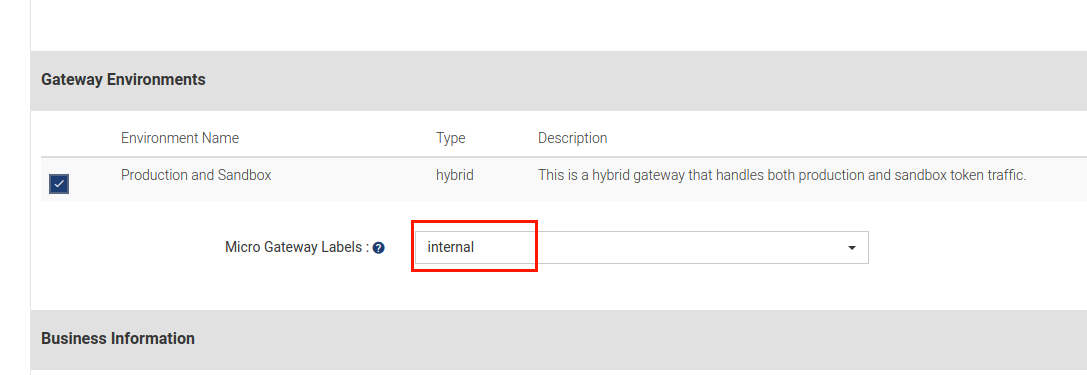 Gateway Environments
Environment Name Type Description
Production and Sandbox hybrid This is a hybrid gateway that handles both production and sandbox token traffic.
Micro Gateway Labels : ? internal
Business Information